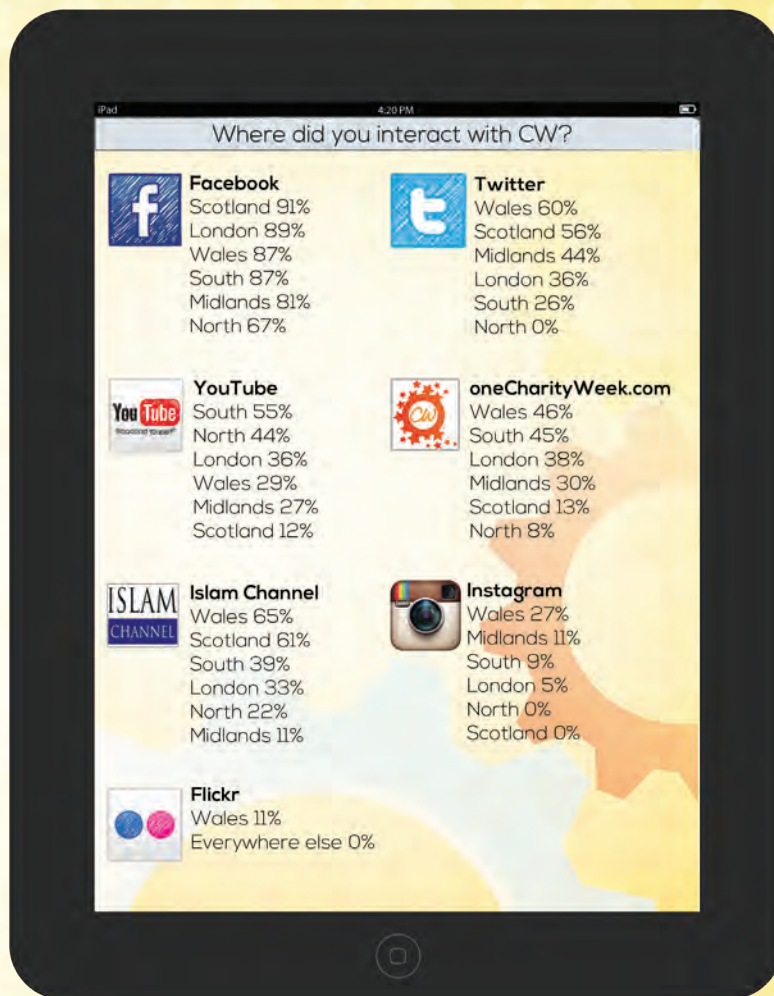 iPad
4:20 PM
Where did you interact with CW?
Facebook
Scotland 91%
London 89%
Wales 87%
South 87%
Midlands 81%
North 67%
Twitter
Wales 60%
Scotland 56%
Midlands 44%
London 36%
South 26%
North 0%
You Tube
YouTube
South 55%
North 44%
London 36%
Wales 29%
Midlands 27%
Scotland 12%
CW
oneCharityWeek.com
Wales 46%
South 45%
London 38%
Midlands 30%
Scotland 13%
North 8%
ISLAM
CHANNEL
Islam Channel
Wales 65%
Scotland 61%
South 39%
London 33%
North 22%
Midlands 11%
Instagram
Wales 27%
Midlands 11%
South 9%
London 5%
North 0%
Scotland 0%
Flickr
Wales 11%
Everywhere else 0%